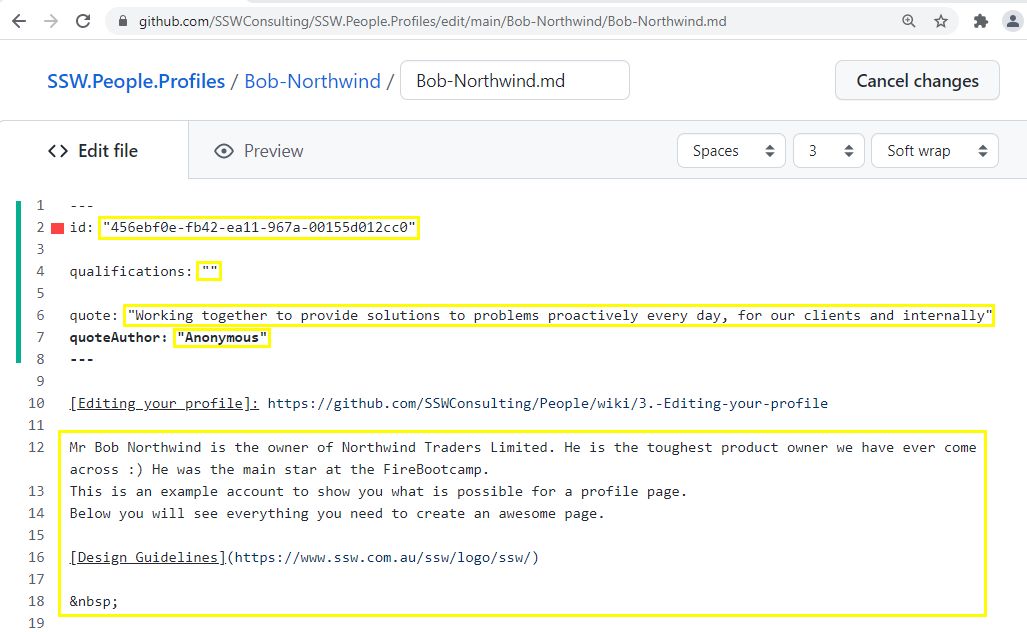 github.com/SSWConsulting/SSW.People.Profiles/edit/main/Bob-Northwind/Bob-Northwind.md
SSW.People.Profiles / Bob-Northwind / Bob-Northwind.md Cancel changes
<> Edit file Preview Spaces 3 Soft wrap
1 ---
2 id: "456ebf0e-fb42-ea11-967a-00155d012cc0"
3
4 qualifications: ""
5
6 quote: "Working together to provide solutions to problems proactively every day, for our clients and internally"
7 quoteAuthor: "Anonymous"
8 ---
9
10 [Editing your profile]: https://github.com/SSWConsulting/People/wiki/3.-Editing-your-profile
11
12 Mr Bob Northwind is the owner of Northwind Traders Limited. He is the toughest product owner we have ever come
across :) He was the main star at the FireBootcamp.
13 This is an example account to show you what is possible for a profile page.
14 Below you will see everything you need to create an awesome page.
15
16 [Design Guidelines](https://www.ssw.com.au/ssw/logo/ssw/)
17
18 &nbsp;
19